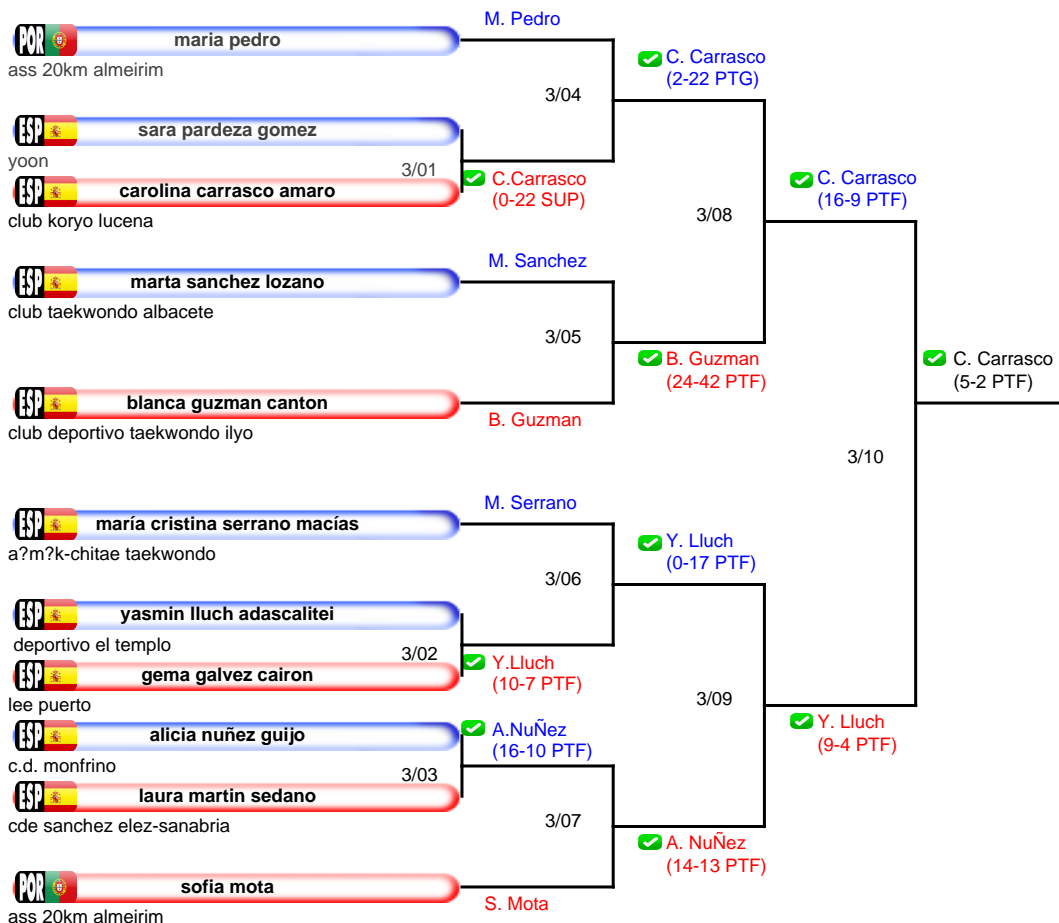 M. Pedro
POR maria pedro
ass 20km almeirim
C. Carrasco
(2-22 PTG)
3/04
ESP sara pardeza gomez
yoon
3/01
ESP carolina carrasco amaro
club koryo lucena
C.Carrasco
(0-22 SUP)
C. Carrasco
(16-9 PTF)
3/08
M. Sanchez
ESP marta sanchez lozano
club taekwondo albacete
3/05
B. Guzman
(24-42 PTF)
C. Carrasco
(5-2 PTF)
ESP blanca guzman canton
B. Guzman
club deportivo taekwondo ilyo
3/10
M. Serrano
ESP maría cristina serrano macías
a?m?k-chitae taekwondo
Y. Lluch
(0-17 PTF)
3/06
ESP yasmin lluch adascalitei
deportivo el templo
3/02
ESP gema galvez cairon
lee puerto
Y.Lluch
(10-7 PTF)
3/09
ESP alicia nuñez guijo
c.d. monfrino
A.NuÑez
(16-10 PTF)
Y. Lluch
(9-4 PTF)
3/03
ESP laura martin sedano
cde sanchez elez-sanabria
3/07
A. NuÑez
(14-13 PTF)
POR sofia mota
S. Mota
ass 20km almeirim